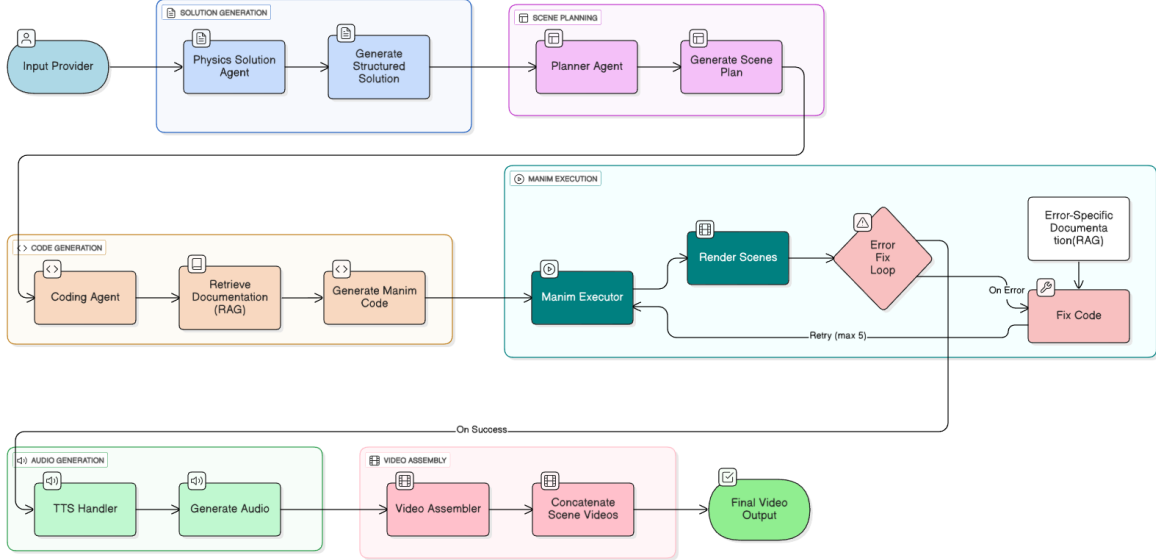 SOLUTION GENERATION
Input Provider
Physics Solution
Agent
Generate
Structured
Solution
SCENE PLANNING
Planner Agent
Generate Scene
Plan
CODE GENERATION
Coding Agent
Retrieve
Documentation
(RAG)
Generate Manim
Code
MANIM EXECUTION
Manim Executor
Render Scenes
Error
Fix
Loop
On Error
Error-Specific
Documenta
tion(RAG)
Fix Code
Retry (max 5)
On Success
AUDIO GENERATION
TTS Handler
Generate Audio
VIDEO ASSEMBLY
Video Assembler
Concatenate
Scene Videos
Final Video
Output